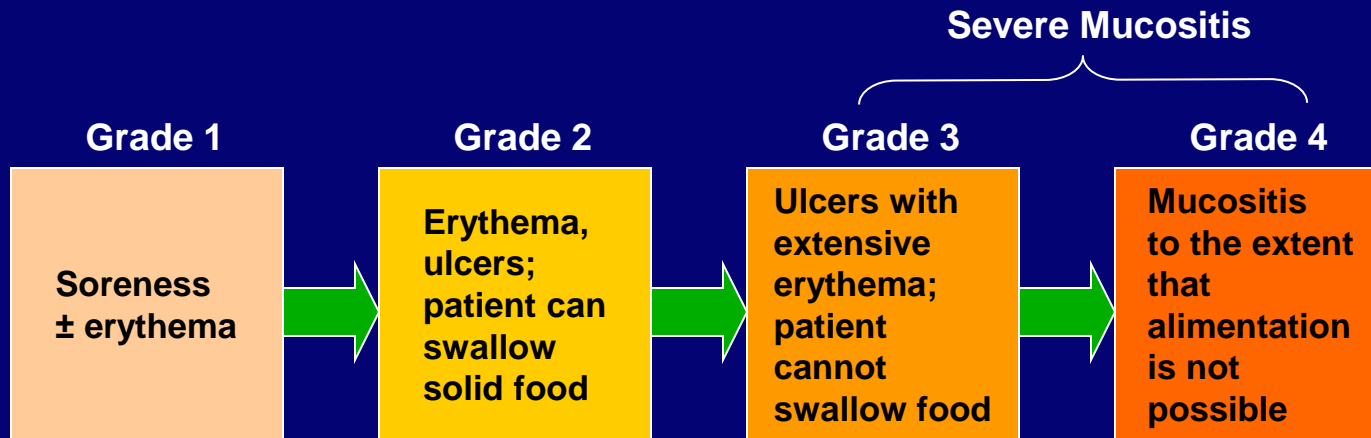 Severe Mucositis
Grade 1
Soreness
± erythema
Grade 2
Erythema,
ulcers;
patient can
swallow
solid food
Grade 3
Ulcers with
extensive
erythema;
patient
cannot
swallow food
Grade 4
Mucositis
to the extent
that
alimentation
is not
possible